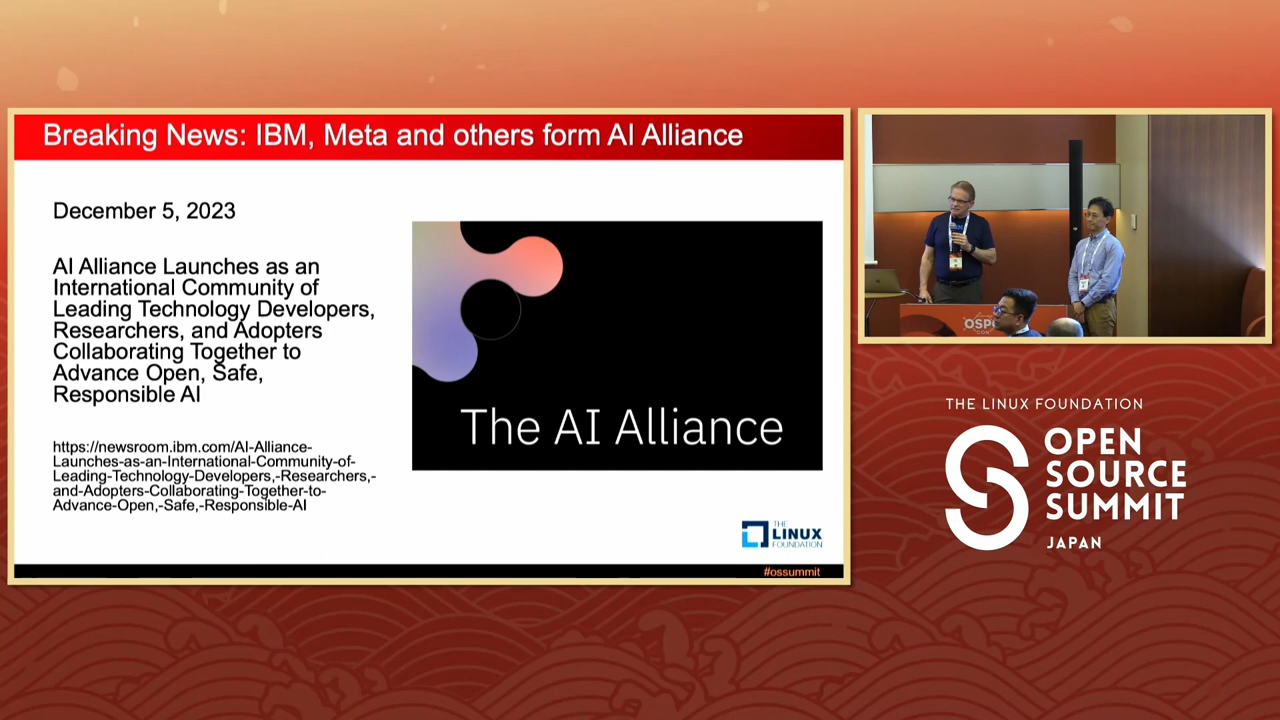 Breaking News: IBM, Meta and others form AI Alliance
December 5, 2023
AI Alliance Launches as an
International Community of
Leading Technology Developers,
Researchers, and Adopters
Collaborating Together to
Advance Open, Safe,
Responsible AI
https://newsroom.ibm.com/AI-Alliance-
Launches-as-an-International-Community-of-
Leading-Technology-Developers,-Researchers,-
and-Adopters-Collaborating-Together-to-
Advance-Open,-Safe,-Responsible-AI
The AI Alliance
THE
LINUX
FOUNDATION
#ossummit
THE LINUX FOUNDATION
OPEN
SOURCE
SUMMIT
JAPAN